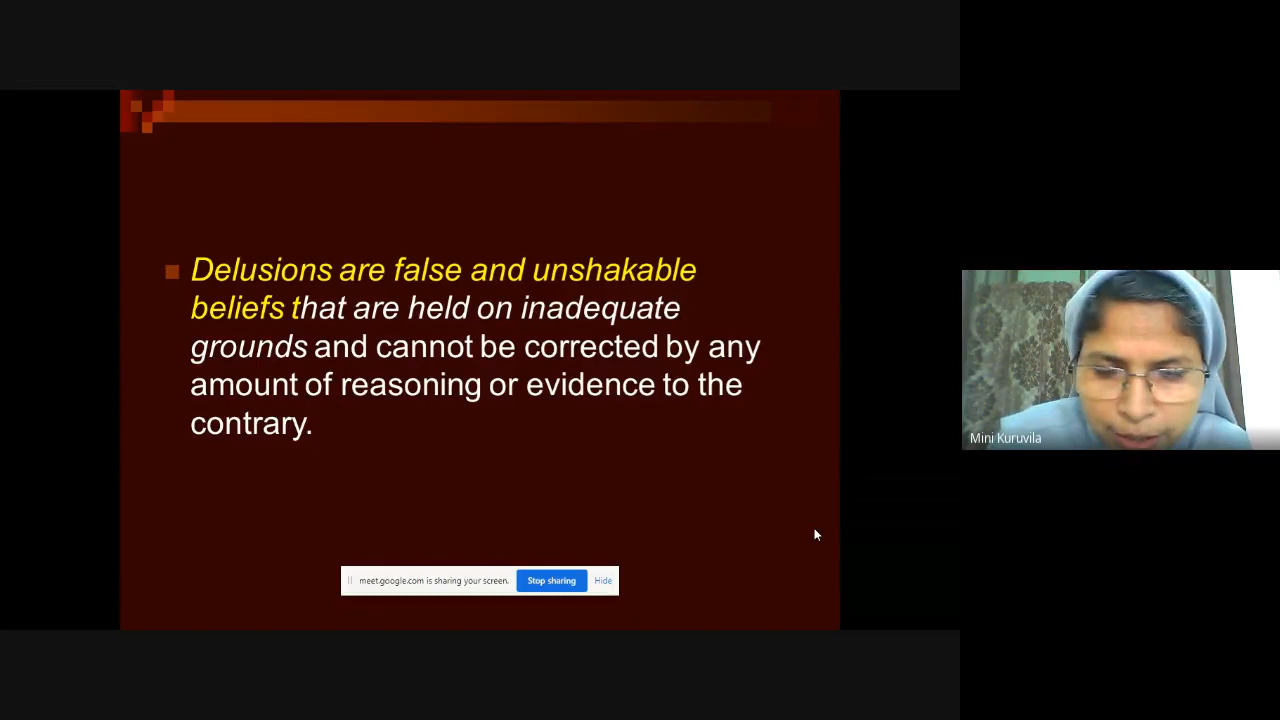 Delusions are false and unshakable
beliefs that are held on inadequate
grounds and cannot be corrected by any
amount of reasoning or evidence to the
contrary.
meet.google.com is sharing your screen. Stop sharing Hide
Mini Kuruvila